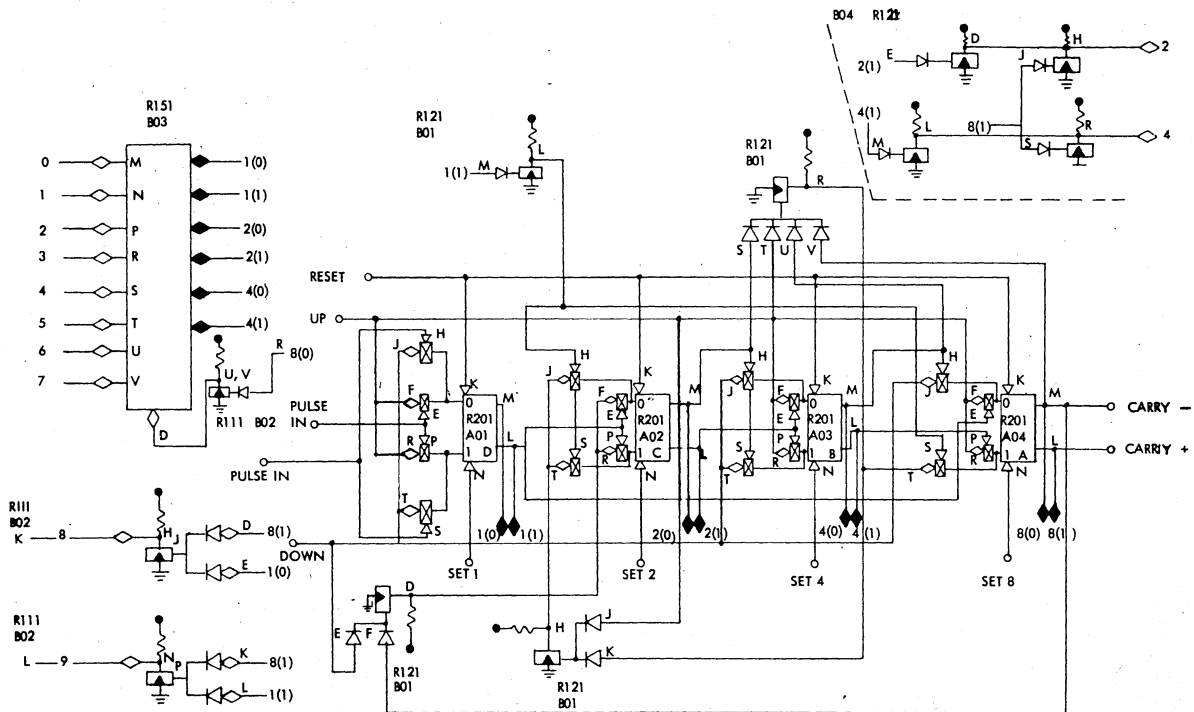 B04 R121
D
H
2
E
2(1)
J
4(1)
L
8(1)
R
4
M
S
R151
B03
R121
B01
L
1(1) M
R121
B01
R
0 M 1(0)
1 N 1(1)
2 P 2(0)
3 R 2(1)
4 S 4(0)
5 T 4(1)
6 U
7 V
S T U V
R
8(0)
U, V
R111 B02
D
RESET
UP
PULSE
IN
PULSE IN
DOWN
J H
F E
R P
T S
K
0 M
R201
A01
1 D L
N
1(0) 1(1)
SET 1
J H
F E
S P
T R
K
0 M
R201
A02
1 C L
N
2(0) 2(1)
SET 2
J H
F E
S P
T R
K
0 M
R201
A03
1 B L
N
4(0) 4(1)
SET 4
J H
F E
S P
T R
K
0 M
R201
A04
1 A L
N
8(0) 8(1)
SET 8
CARRY −
CARRY +
R111
B02
K 8
H
J
D 8(1)
E 1(0)
R111
B02
L 9
N
P
K 8(1)
L 1(1)
D
E F
R121
B01
H
J
K
R121
B01